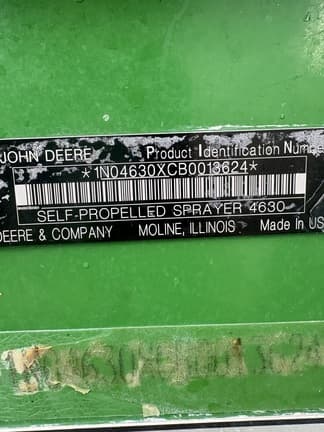 JOHN DEERE Product Identification Number
*1N04630XCB0013624*
SELF-PROPELLED SPRAYER 4630
DEERE & COMPANY MOLINE, ILLINOIS Made in US